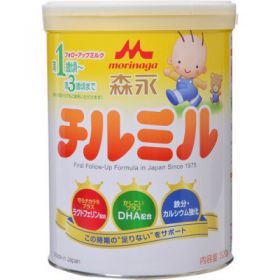 morinaga
フォローアップミルク
満1歳頃〜
満3歳頃まで
森永
チルミル
First Follow-Up Formula in Japan Since 1975
ラクトフェリン
DHA配合
鉄分・
カルシウム強化
この時期の"足りない"をサポート
Made in Japan
内容量